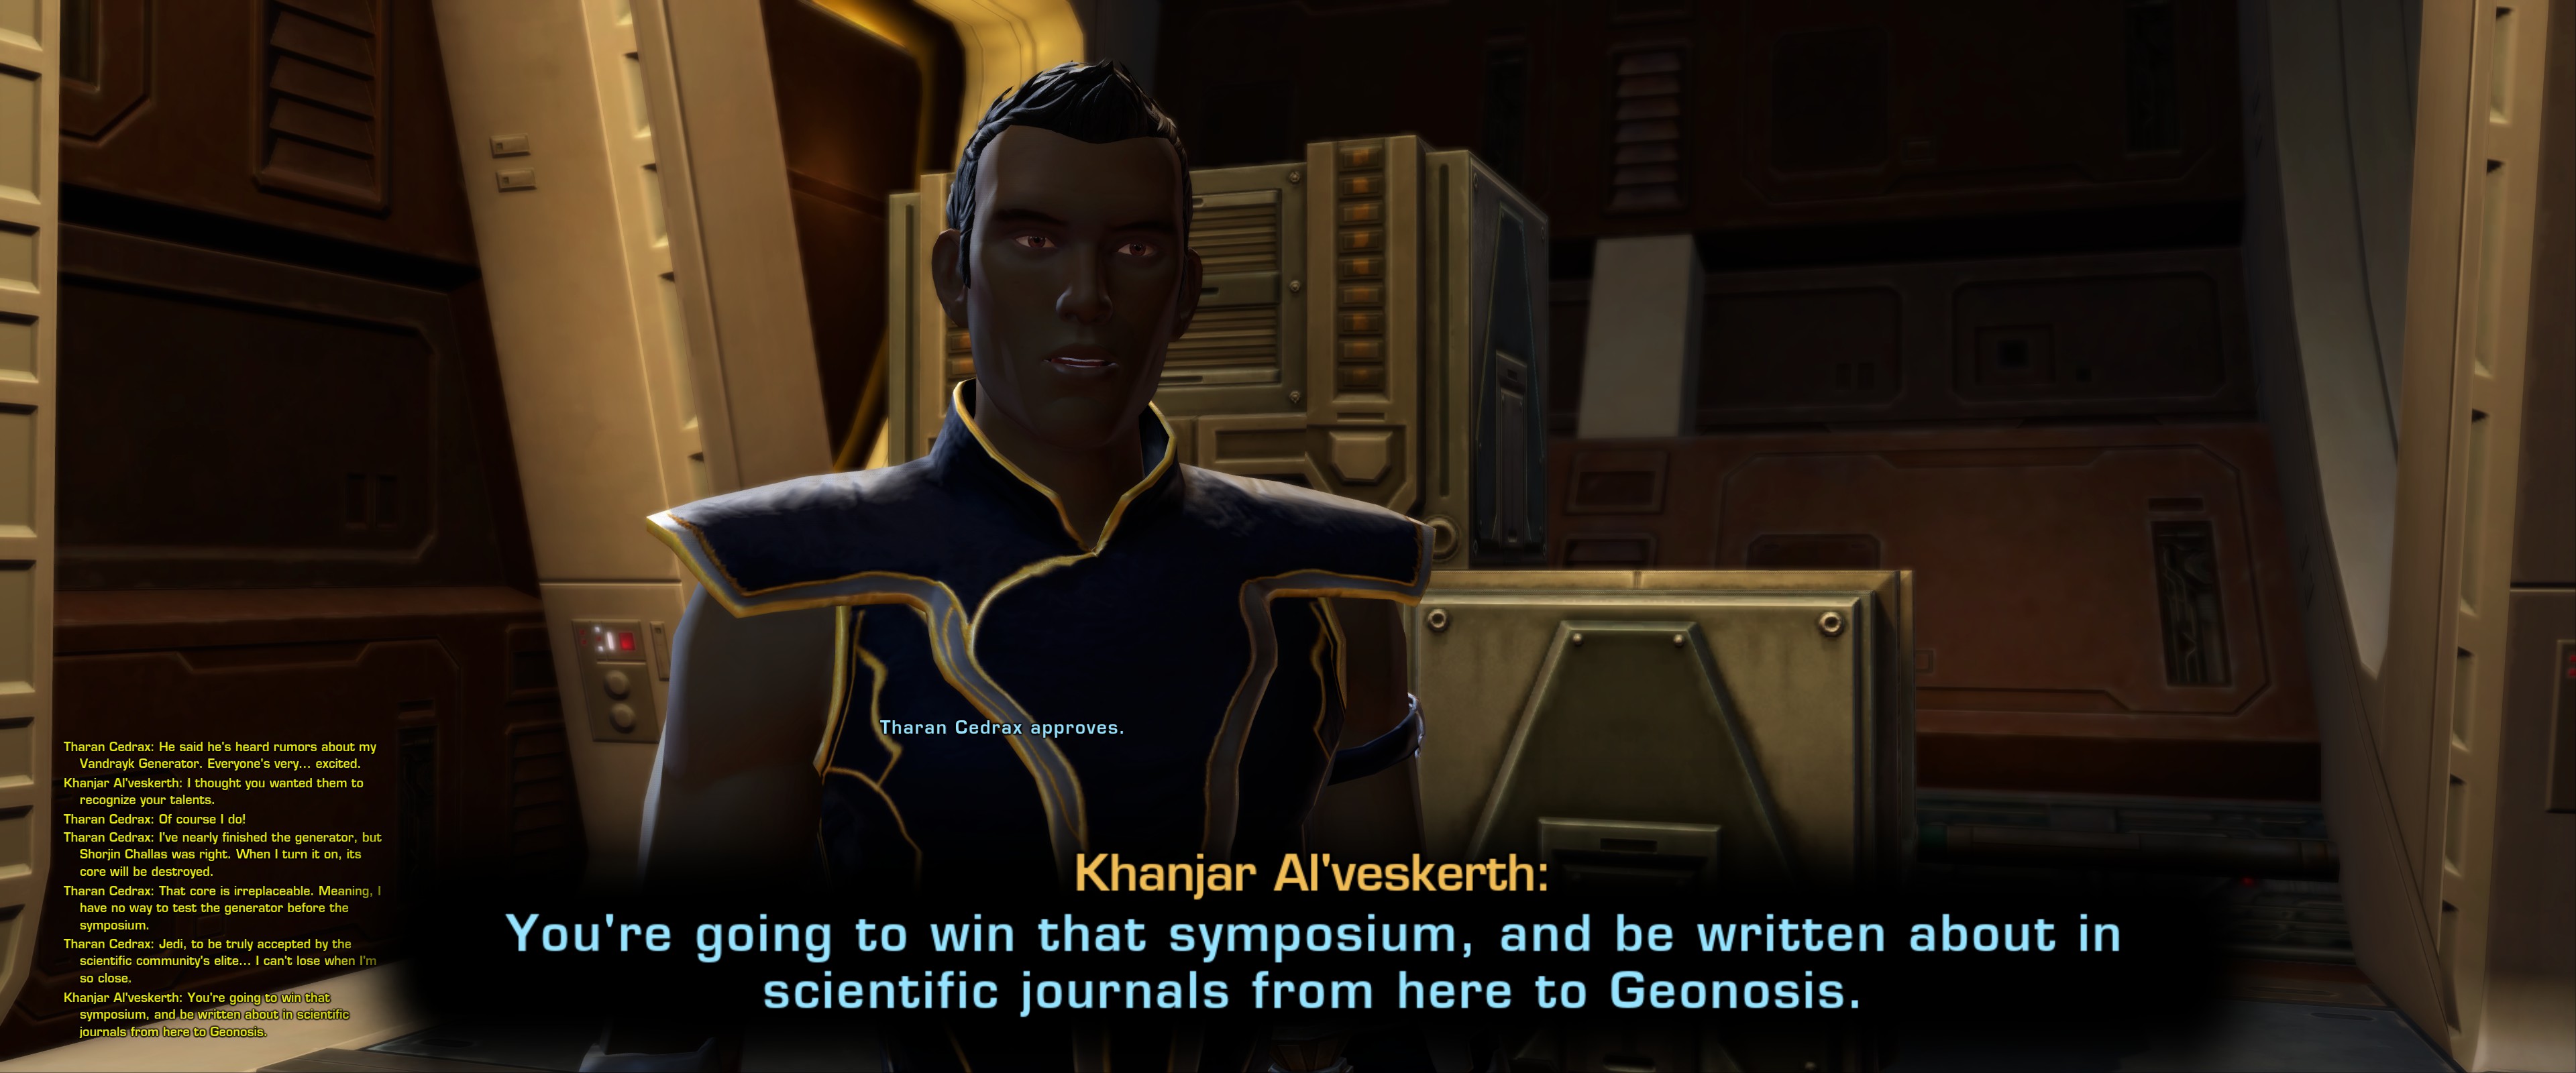 Tharan Cedrax approves.
Tharan Cedrax: He said he's heard rumors about my
Vandrayk Generator. Everyone's very... excited.
Khanjar Al'veskerth: I thought you wanted them to
recognize your talents.
Tharan Cedrax: Of course I do!
Tharan Cedrax: I've nearly finished the generator, but
Shorjin Challas was right. When I turn it on, its
core will be destroyed.
Tharan Cedrax: That core is irreplaceable. Meaning, I
have no way to test the generator before the
symposium.
Tharan Cedrax: Jedi, to be truly accepted by the
scientific community's elite... I can't lose when I'm
so close.
Khanjar Al'veskerth: You're going to win that
symposium, and be written about in scientific
journals from here to Geonosis.
Khanjar Al'veskerth:
You're going to win that symposium, and be written about in
scientific journals from here to Geonosis.